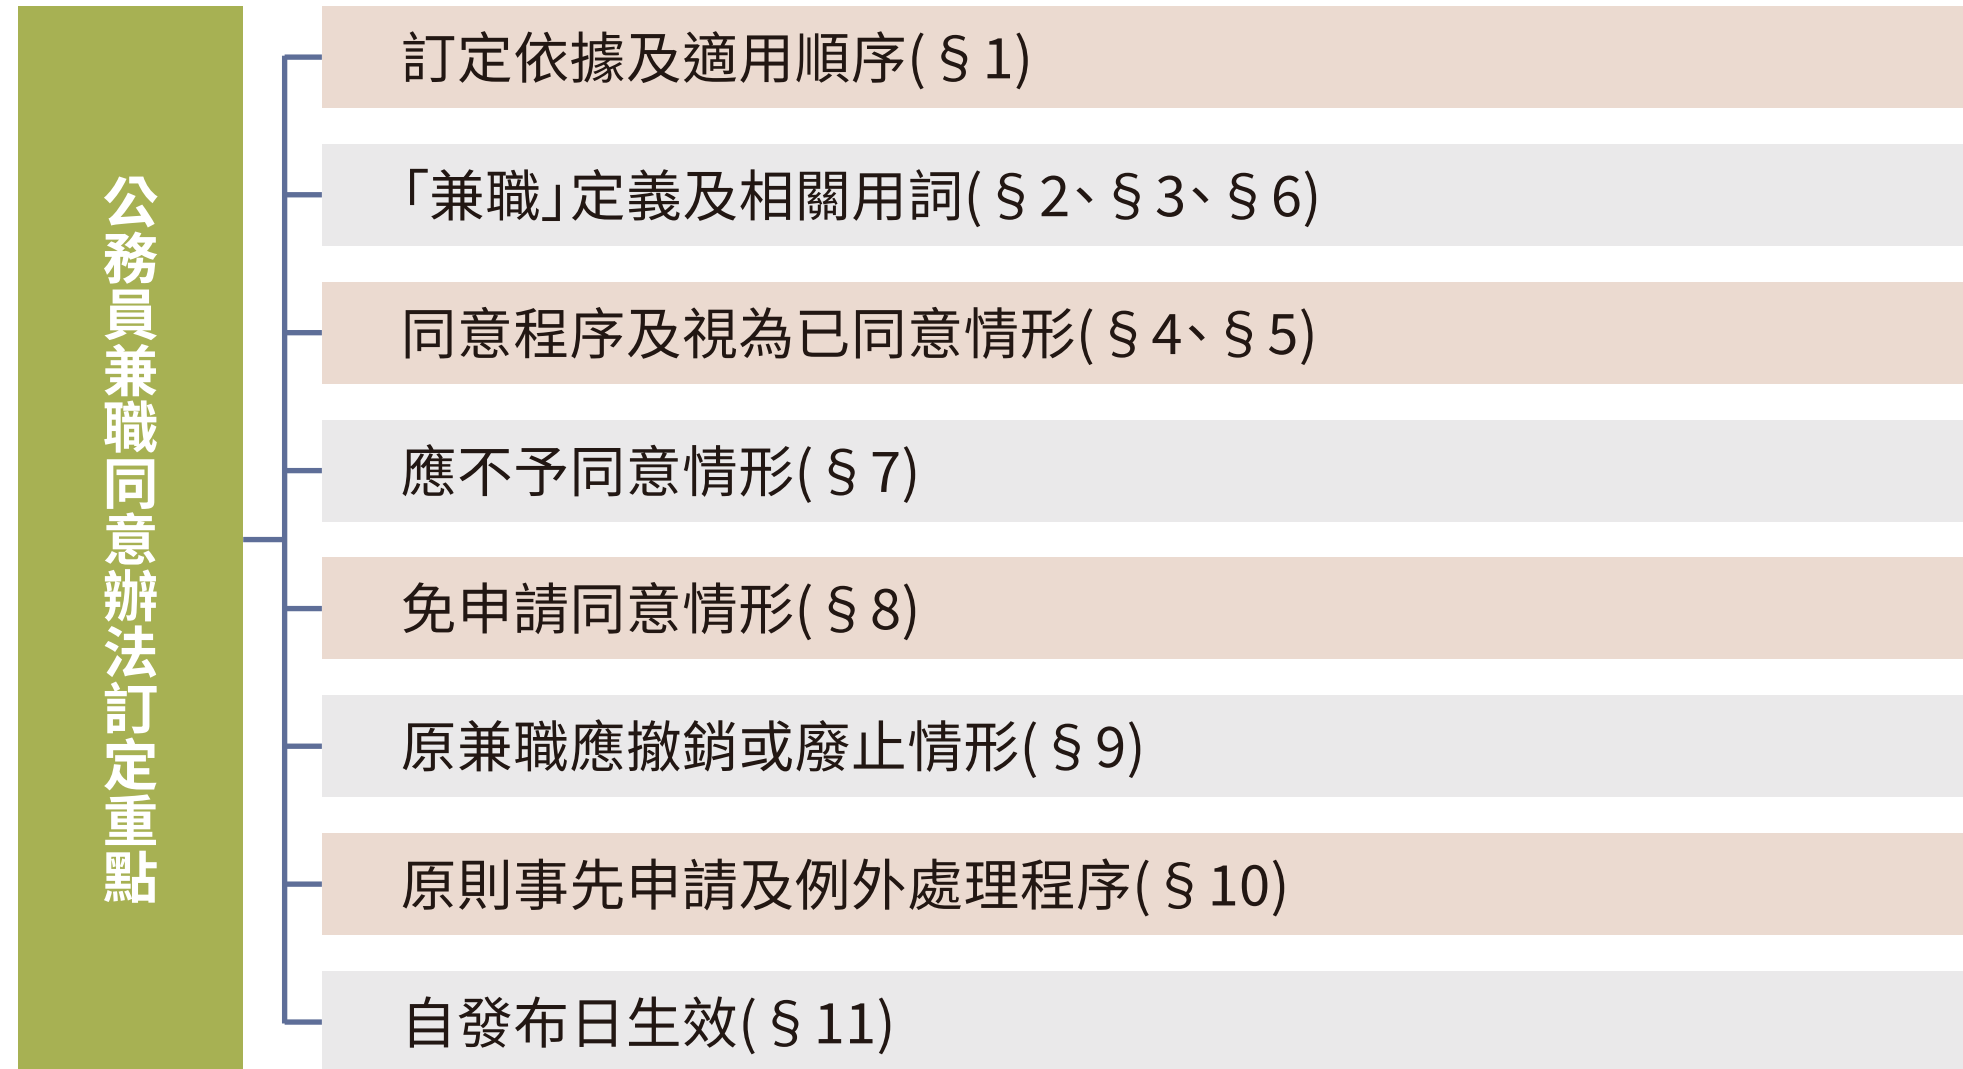 公務員兼職同意辦法訂定重點
訂定依據及適用順序(§1)
「兼職」定義及相關用詞(§2、§3、§6)
同意程序及視為已同意情形(§4、§5)
應不予同意情形(§7)
免申請同意情形(§8)
原兼職應撤銷或廢止情形(§9)
原則事先申請及例外處理程序(§10)
自發布日生效(§11)